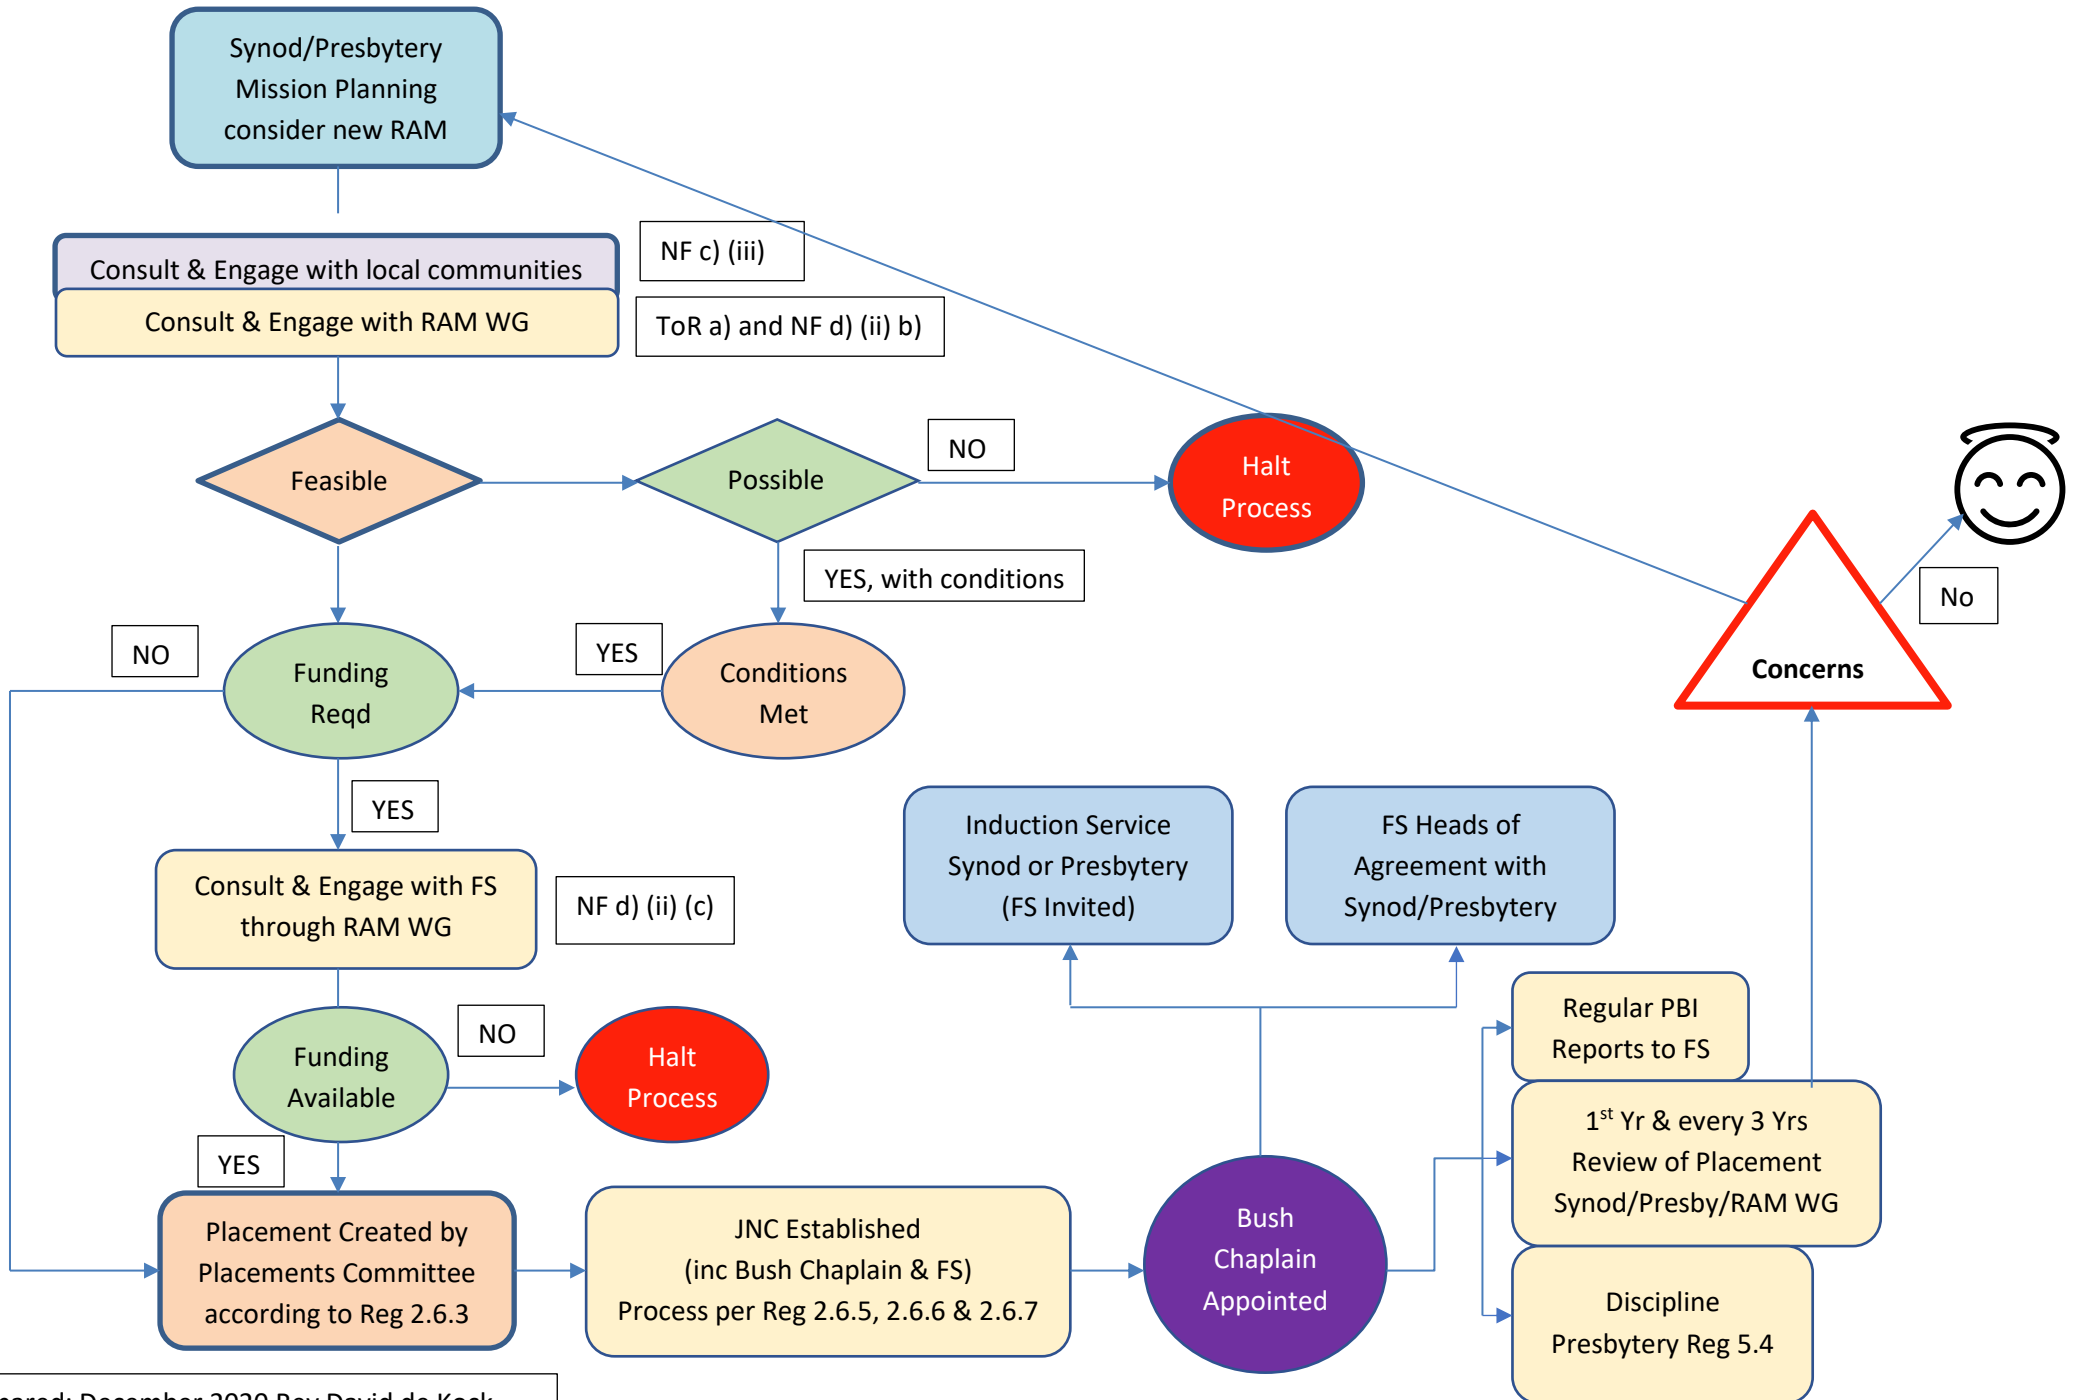 Synod/Presbytery
Mission Planning
consider new RAM
Consult & Engage with local communities
NF c) (iii)
Consult & Engage with RAM WG
ToR a) and NF d) (ii) b)
Feasible
Possible
NO
Halt
Process
YES, with conditions
NO
Funding
Reqd
YES
Conditions
Met
No
Concerns
YES
Consult & Engage with FS
through RAM WG
NF d) (ii) (c)
Induction Service
Synod or Presbytery
(FS Invited)
FS Heads of
Agreement with
Synod/Presbytery
Funding
Available
NO
Halt
Process
YES
Regular PBI
Reports to FS
1st Yr & every 3 Yrs
Review of Placement
Synod/Presby/RAM WG
Placement Created by
Placements Committee
according to Reg 2.6.3
JNC Established
(inc Bush Chaplain & FS)
Process per Reg 2.6.5, 2.6.6 & 2.6.7
Bush
Chaplain
Appointed
Discipline
Presbytery Reg 5.4
December 2020 Rev David de Kock